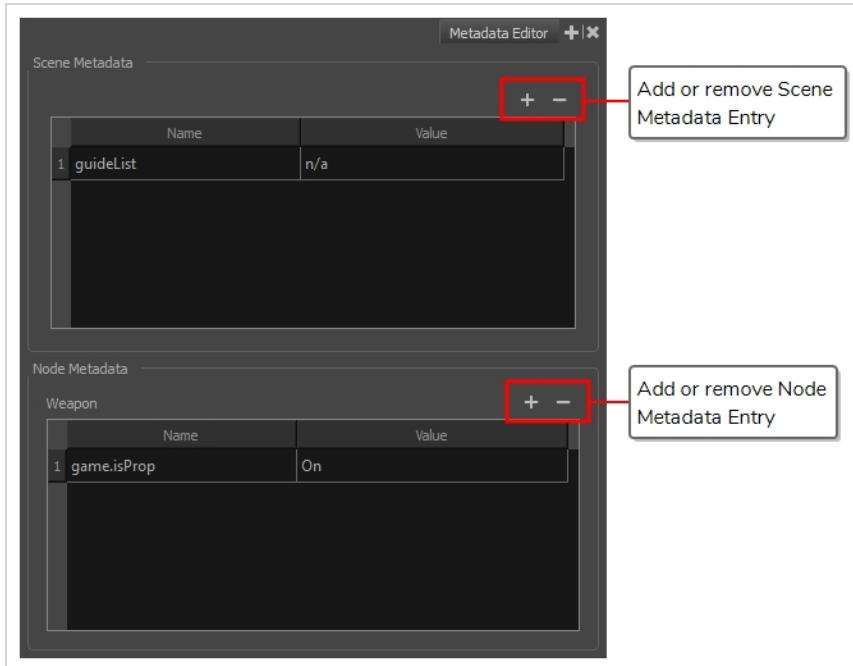 Metadata Editor
Scene Metadata
Add or remove Scene
Metadata Entry
Name Value
1 guideList n/a
Node Metadata
Add or remove Node
Metadata Entry
Weapon
Name Value
1 game.isProp On